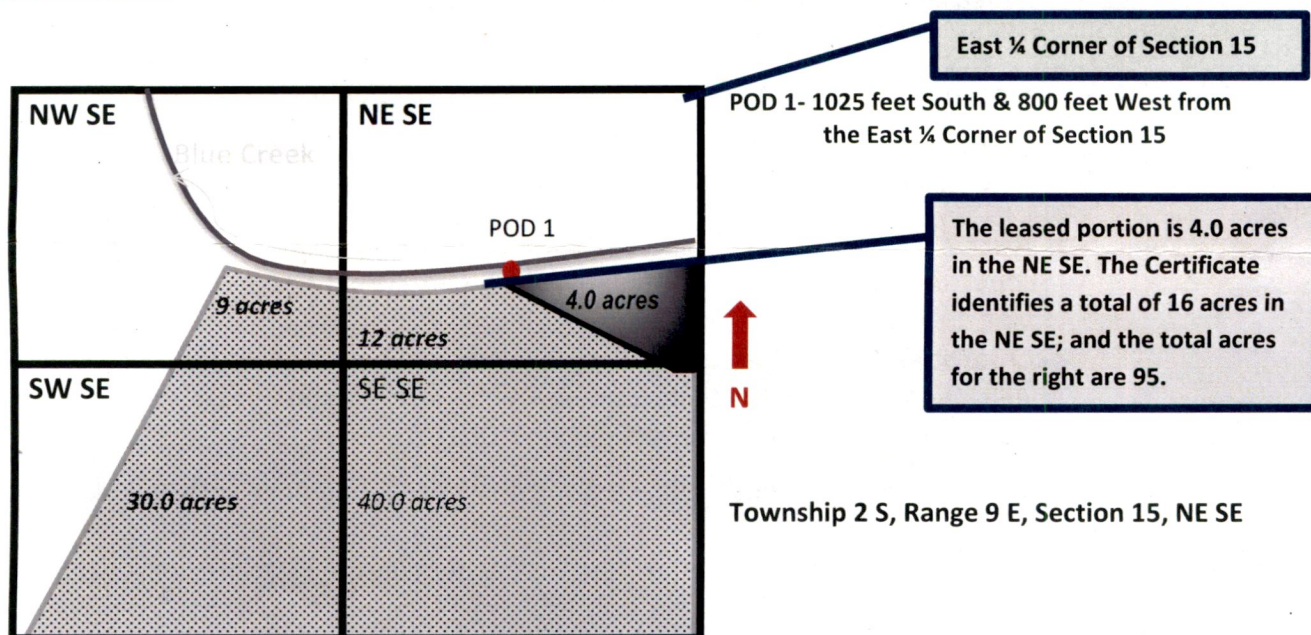 East ¼ Corner of Section 15
NW SE
NE SE
POD 1- 1025 feet South & 800 feet West from
the East ¼ Corner of Section 15
Blue Creek
POD 1
The leased portion is 4.0 acres
in the NE SE. The Certificate
identifies a total of 16 acres in
the NE SE; and the total acres
for the right are 95.
9 acres
4.0 acres
12 acres
N
SW SE
SE SE
30.0 acres
40.0 acres
Township 2 S, Range 9 E, Section 15, NE SE